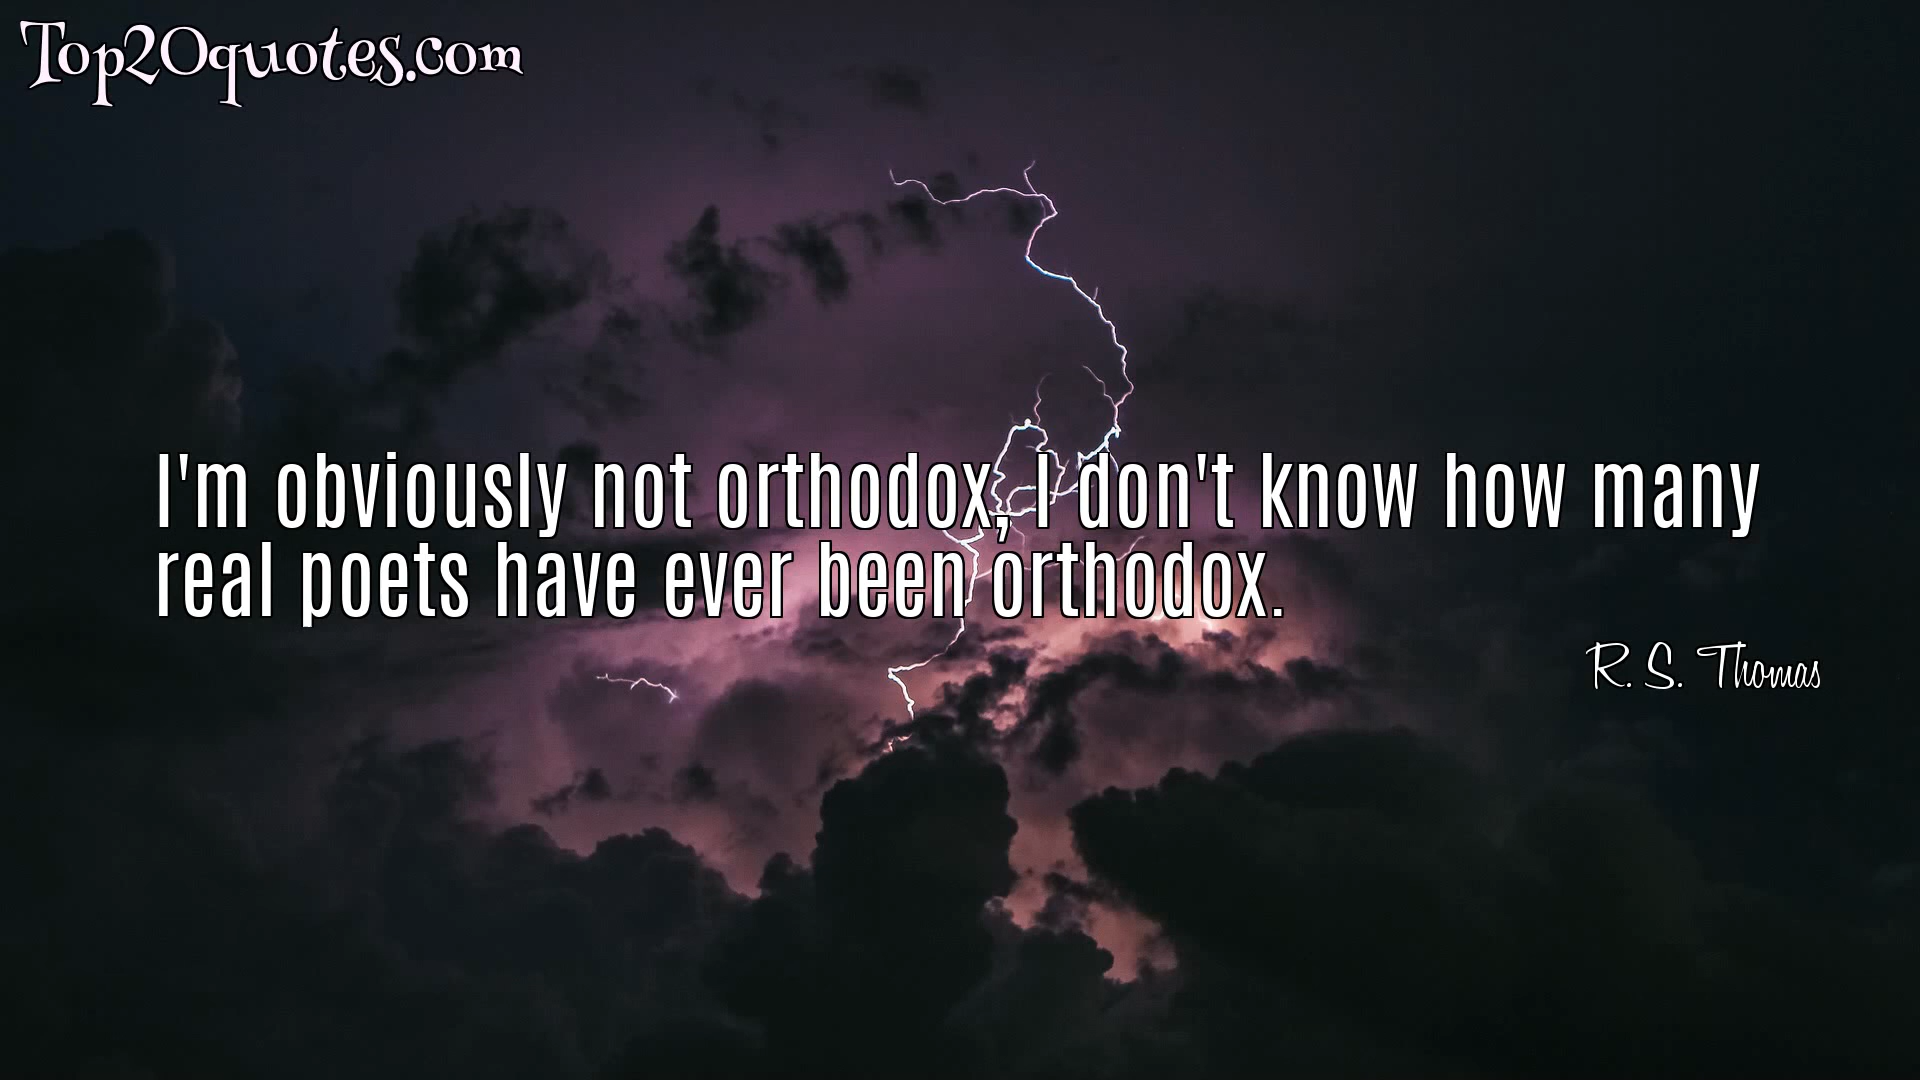 Top20quotes.com
I'm obviously not orthodox, I don't know how many
real poets have ever been orthodox.
R. S. Thomas